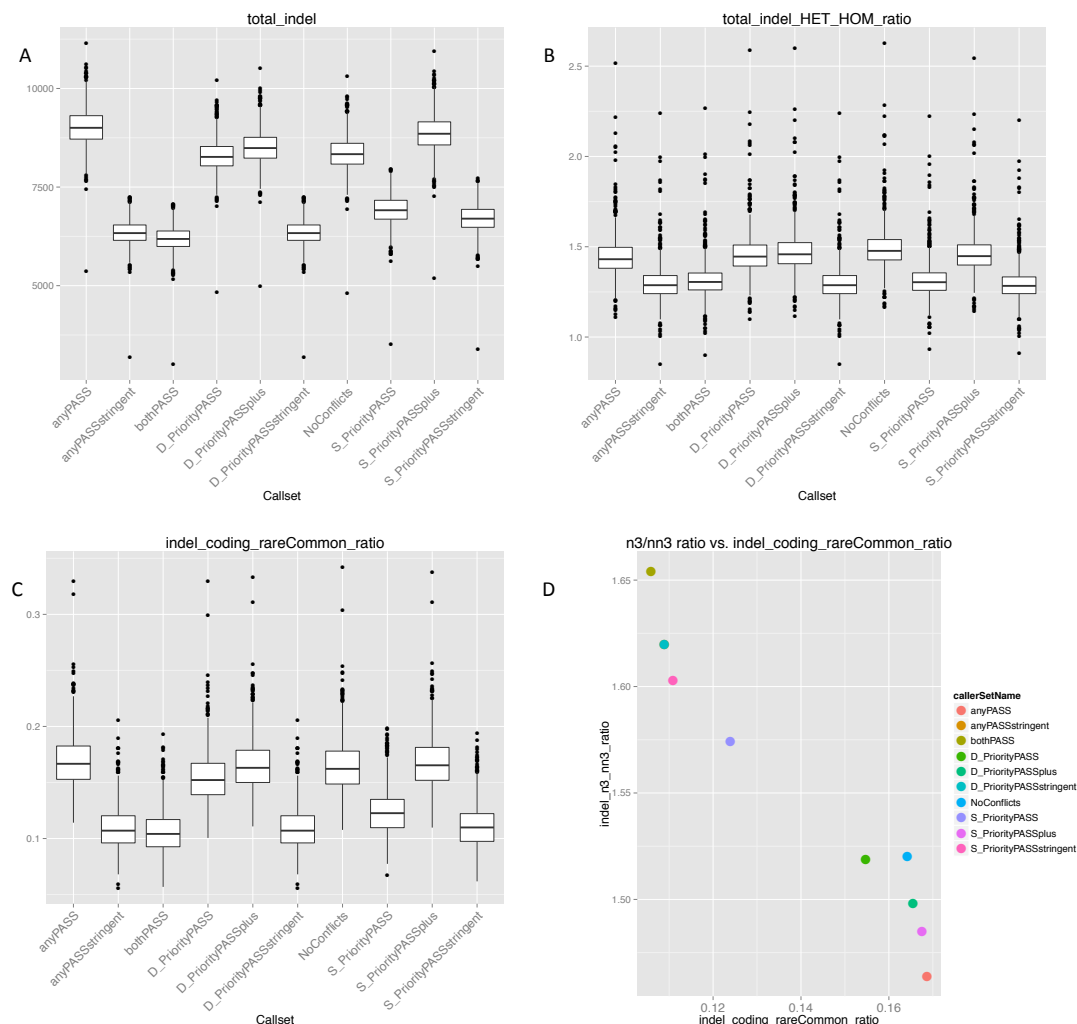 A
total_indel
10000
7500
5000
anyPASS
anyPASSstringent
bothPASS
D_PriorityPASS
D_PriorityPASSplus
D_PriorityPASSstringent
NoConflicts
S_PriorityPASS
S_PriorityPASSplus
S_PriorityPASSstringent
Callset
B
total_indel_HET_HOM_ratio
2.5
2.0
1.5
1.0
anyPASS
anyPASSstringent
bothPASS
D_PriorityPASS
D_PriorityPASSplus
D_PriorityPASSstringent
NoConflicts
S_PriorityPASS
S_PriorityPASSplus
S_PriorityPASSstringent
Callset
C
indel_coding_rareCommon_ratio
0.3
0.2
0.1
anyPASS
anyPASSstringent
bothPASS
D_PriorityPASS
D_PriorityPASSplus
D_PriorityPASSstringent
NoConflicts
S_PriorityPASS
S_PriorityPASSplus
S_PriorityPASSstringent
Callset
D
n3/nn3 ratio vs. indel_coding_rareCommon_ratio
indel_n3_nn3_ratio
1.65
1.60
1.55
1.50
0.12
0.14
0.16
indel_coding_rareCommon_ratio
callerSetName
anyPASS
anyPASSstringent
bothPASS
D_PriorityPASS
D_PriorityPASSplus
D_PriorityPASSstringent
NoConflicts
S_PriorityPASS
S_PriorityPASSplus
S_PriorityPASSstringent